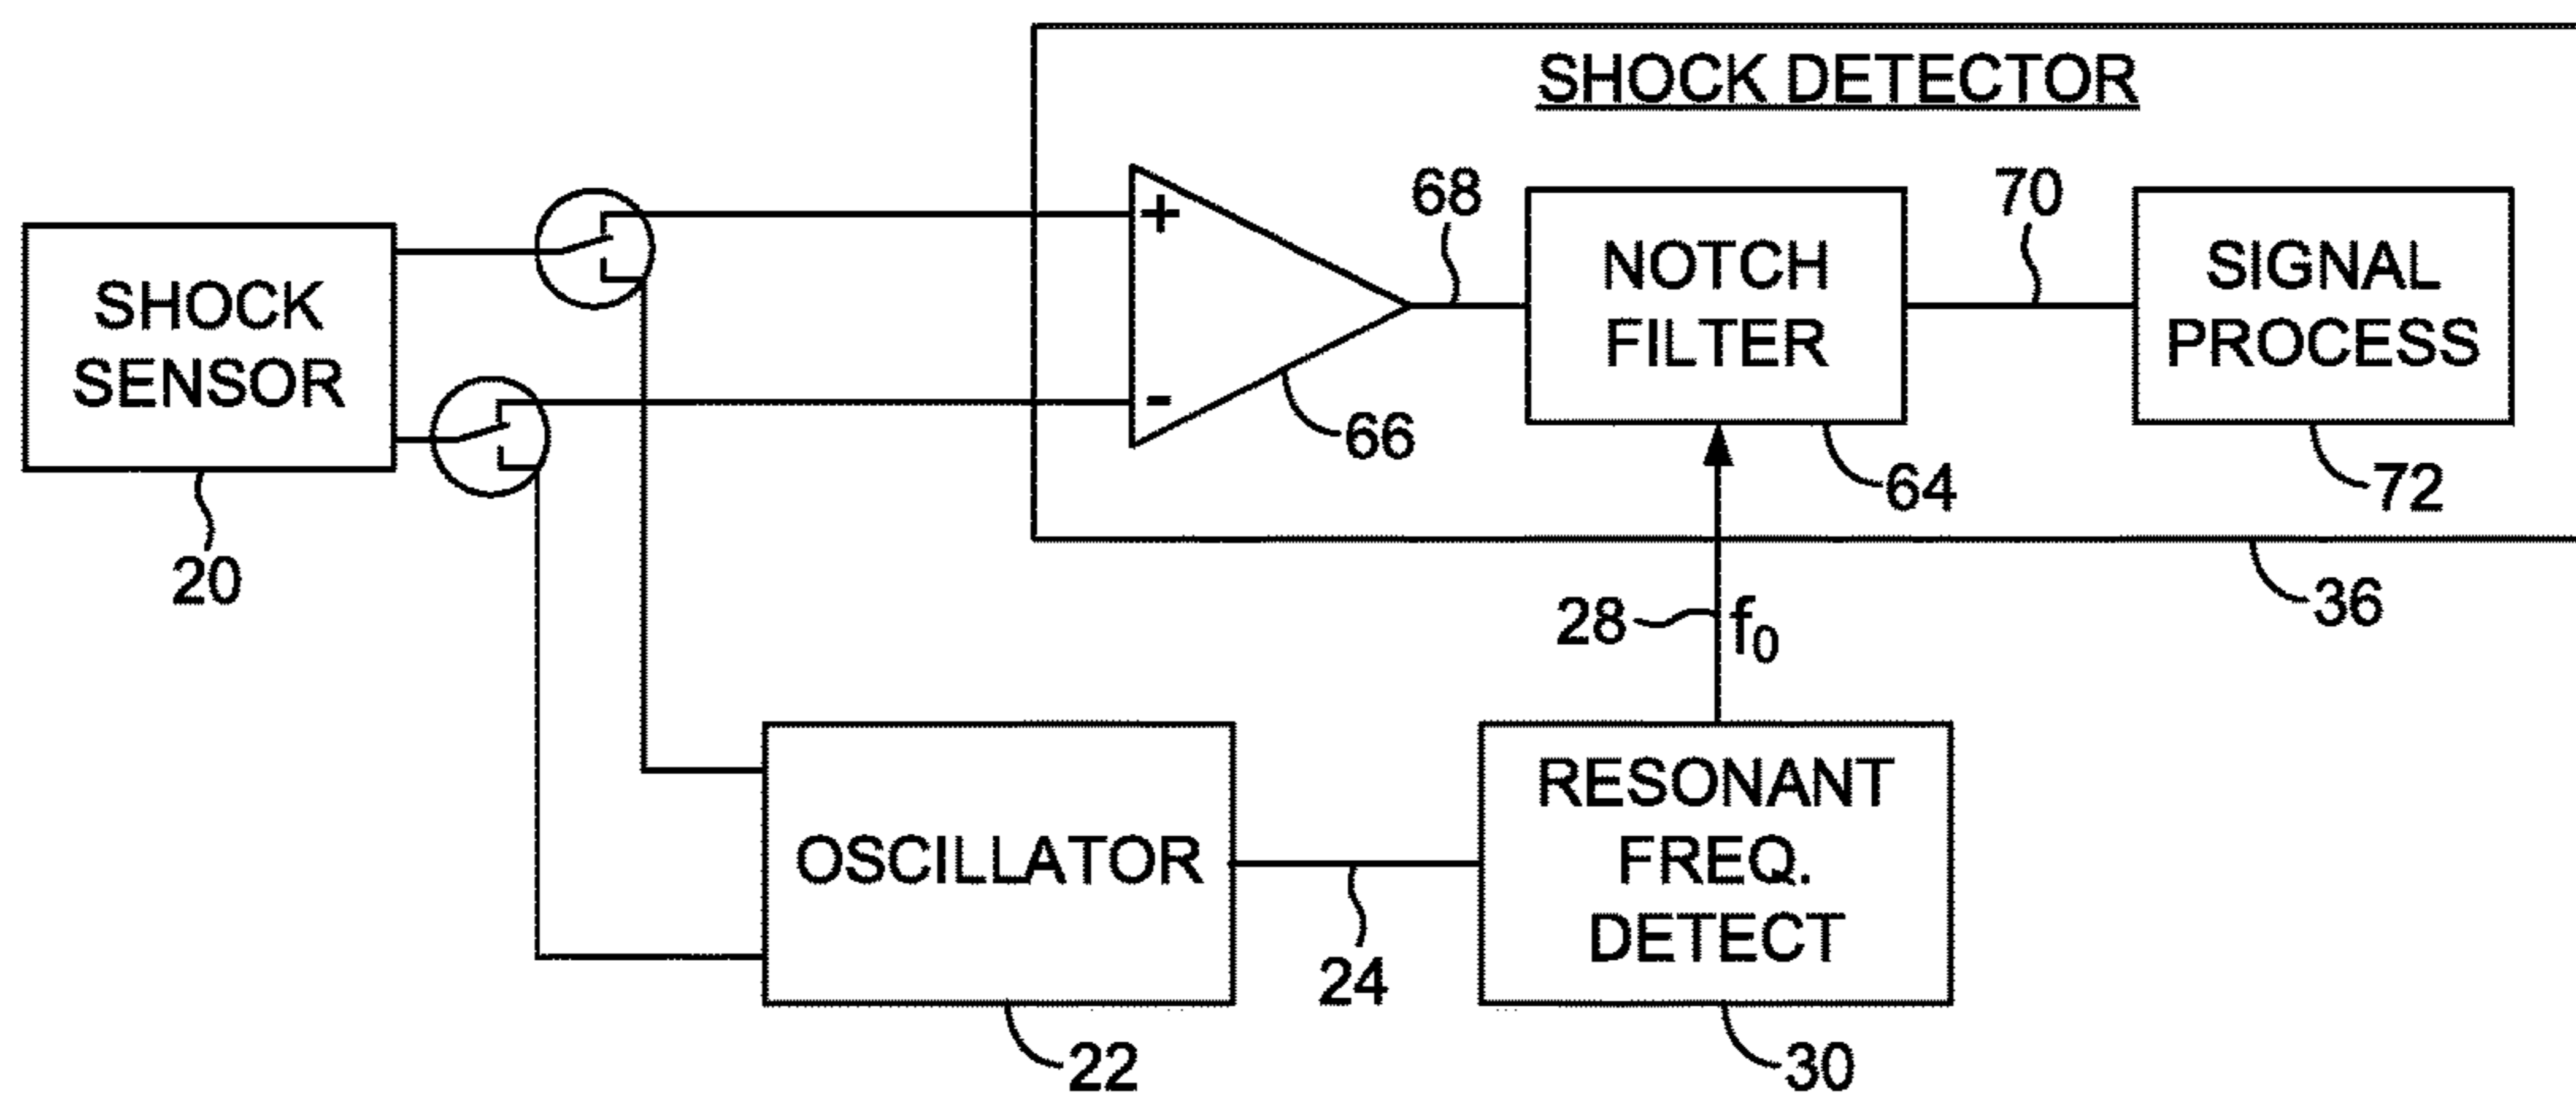 SHOCK DETECTOR
SHOCK
SENSOR
20
+
-
66
68
NOTCH
FILTER
64
70
SIGNAL
PROCESS
72
36
28
f₀
OSCILLATOR
22
24
RESONANT
FREQ.
DETECT
30